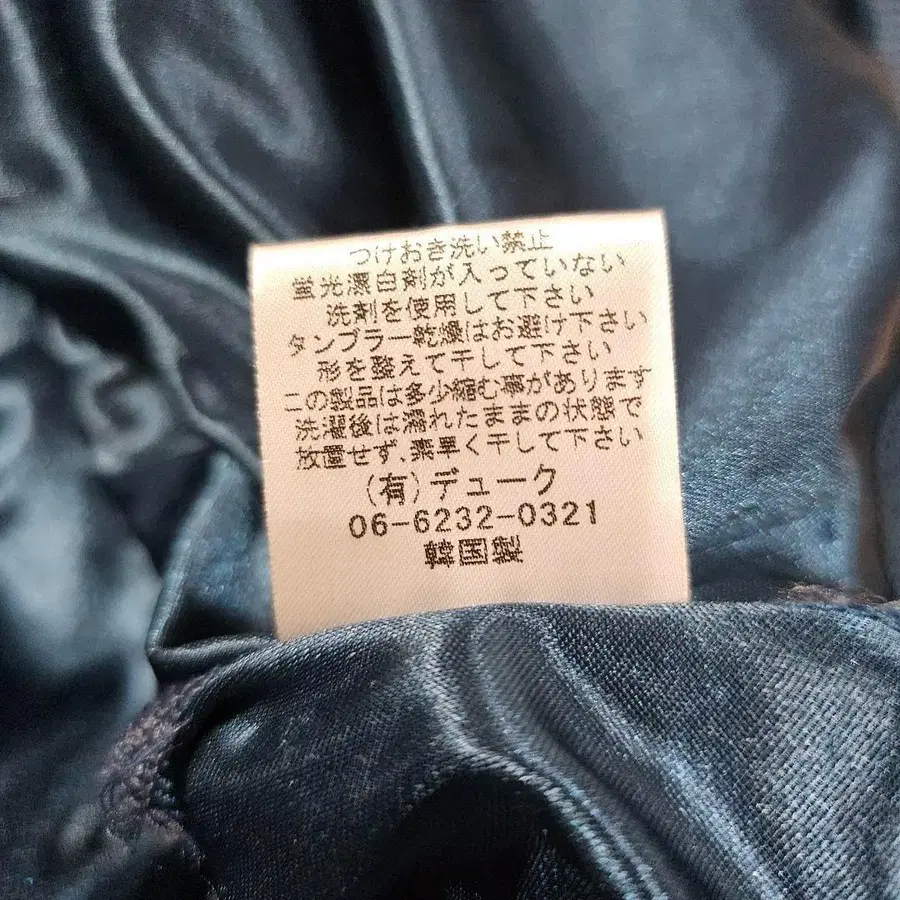 つけおき洗い禁止
蛍光漂白剤が入っていない
洗剤を使用して下さい
タンブラー乾燥はお避け下さい
形を整えて干して下さい
この製品は多少縮む事があります
洗濯後は濡れたままの状態で
放置せず、素早く干して下さい
(有)デューク
06-6232-0321
韓国製